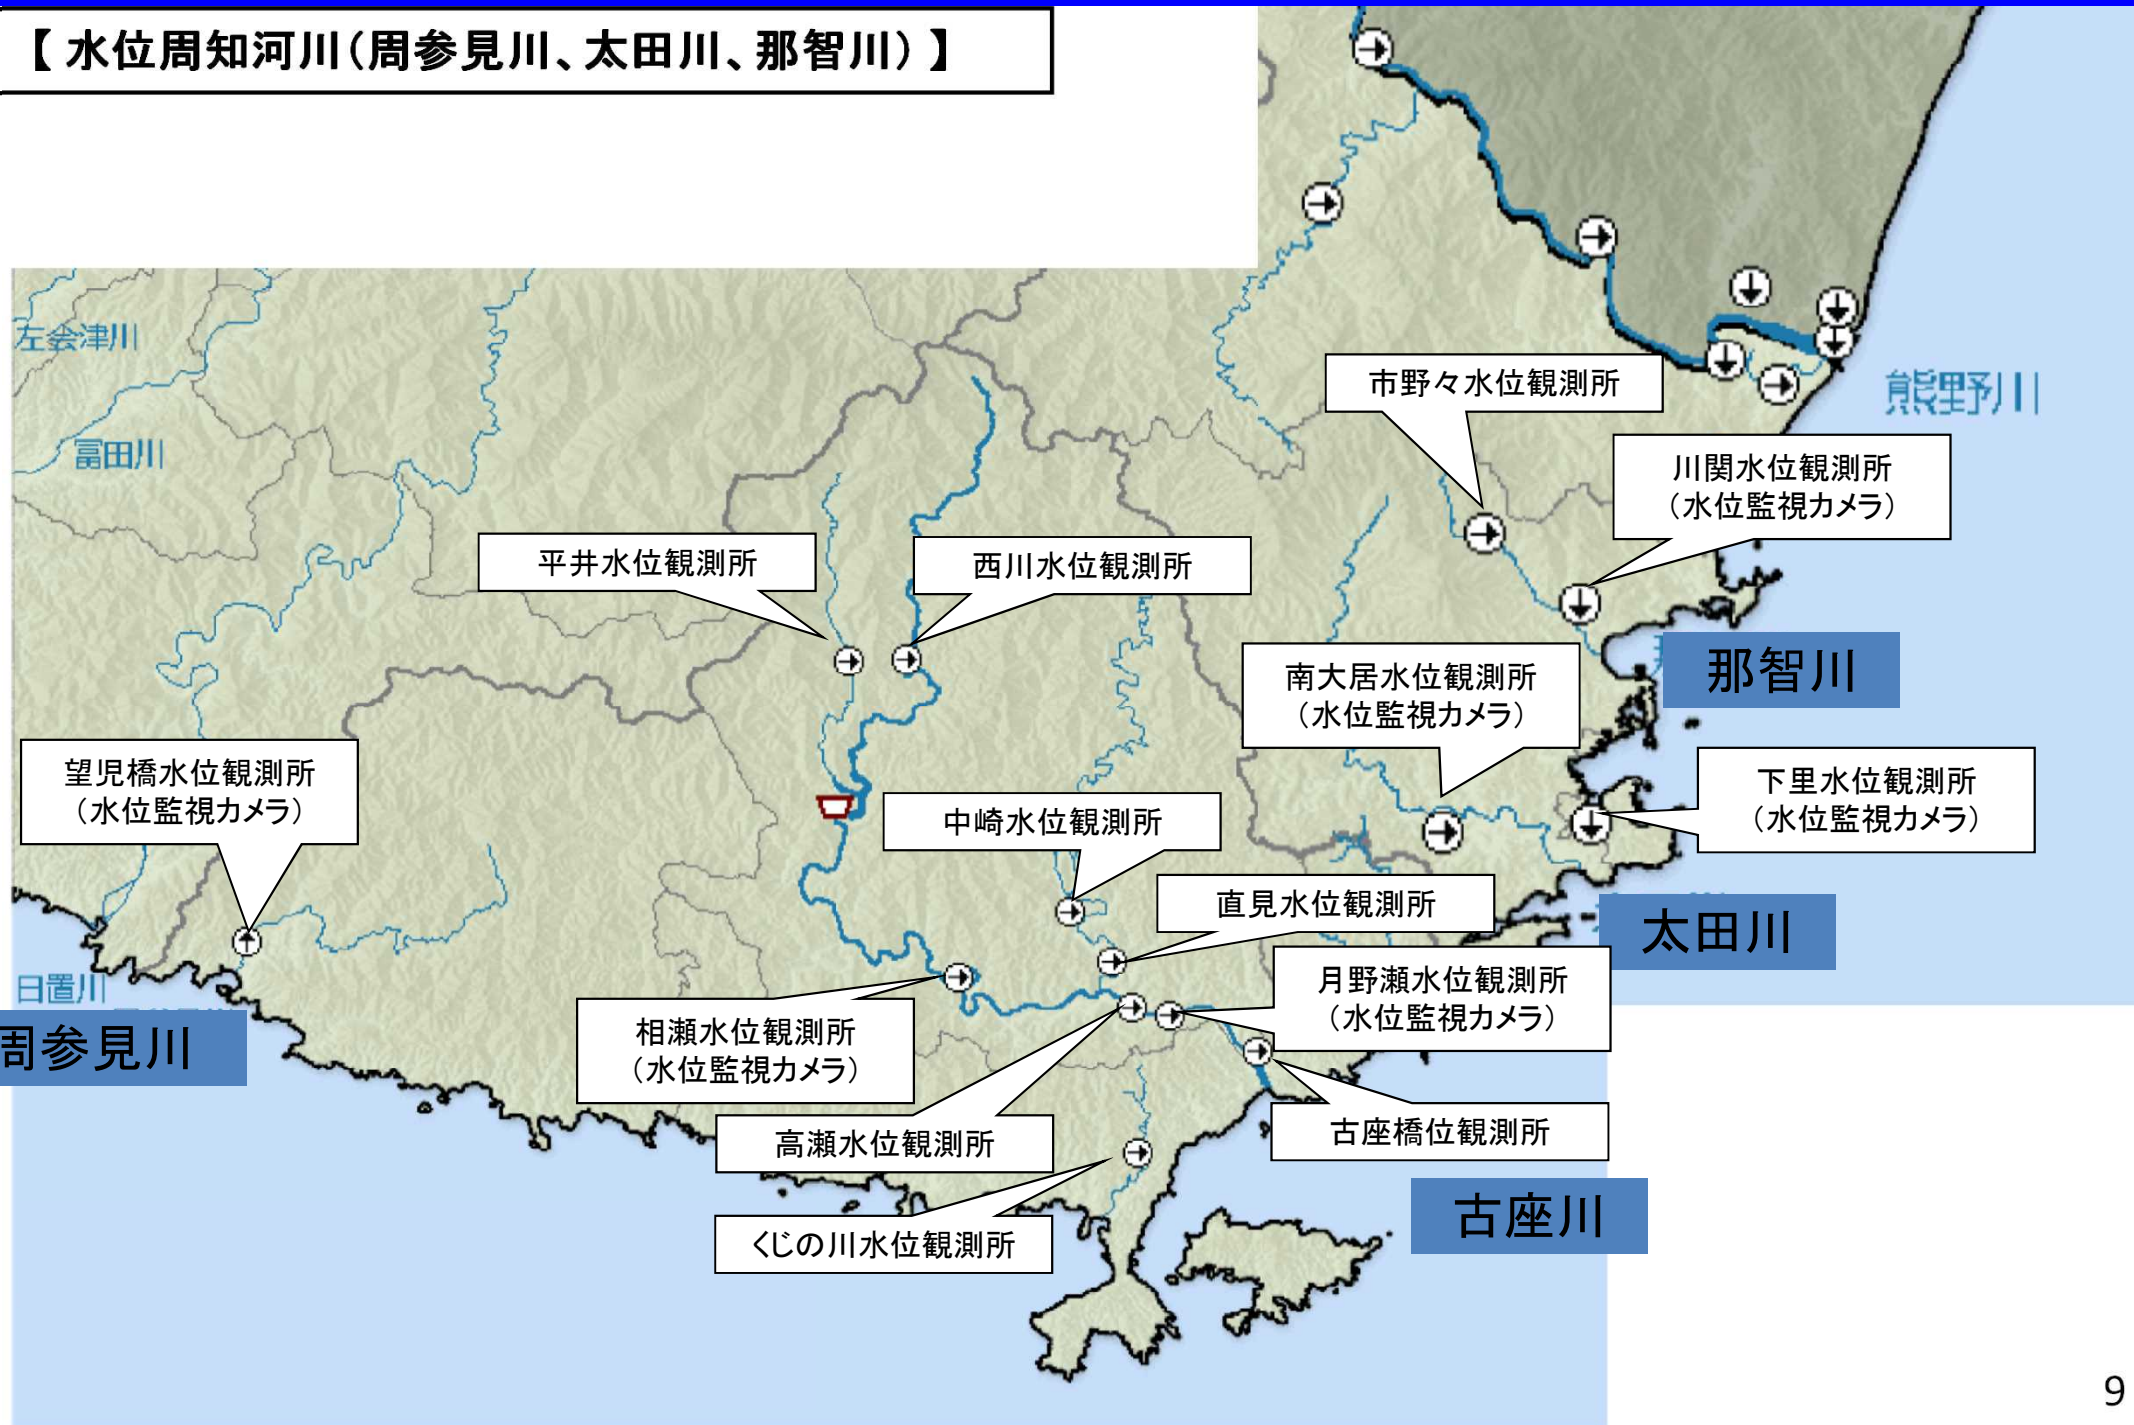 【水位周知河川(周参見川、太田川、那智川)】
左会津川
熊野川
市野々水位観測所
富田川
川関水位観測所
(水位監視カメラ)
平井水位観測所
西川水位観測所
那智川
南大居水位観測所
(水位監視カメラ)
望児橋水位観測所
(水位監視カメラ)
下里水位観測所
(水位監視カメラ)
中崎水位観測所
直見水位観測所
太田川
日置川
月野瀬水位観測所
(水位監視カメラ)
周参見川
相瀬水位観測所
(水位監視カメラ)
高瀬水位観測所
古座橋位観測所
古座川
くじの川水位観測所
9